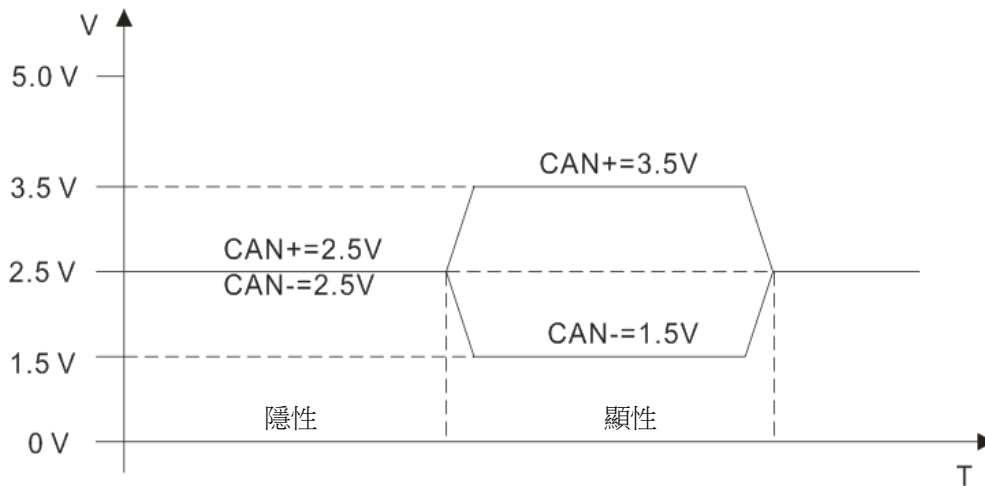 V
5.0 V
CAN+=3.5V
3.5 V
CAN+=2.5V
2.5 V
CAN-=2.5V
CAN-=1.5V
1.5 V
隱性
顯性
0 V
T